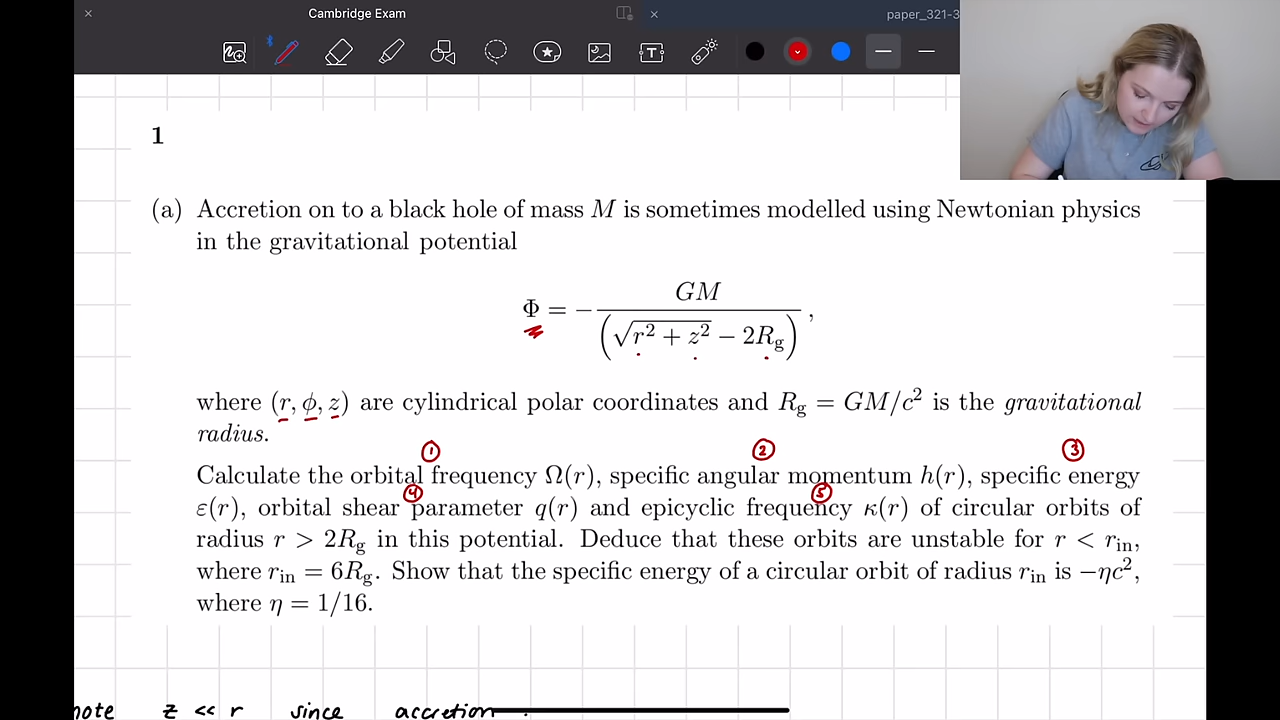 Cambridge Exam
paper_321-3
T
1
(a) Accretion on to a black hole of mass M is sometimes modelled using Newtonian physics
in the gravitational potential
Φ = − GM / (√(r² + z²) − 2R_g) ,
where (r, ϕ, z) are cylindrical polar coordinates and R_g = GM/c² is the gravitational
radius.
① ② ③
Calculate the orbital frequency Ω(r), specific angular momentum h(r), specific energy
④ ⑤
ε(r), orbital shear parameter q(r) and epicyclic frequency κ(r) of circular orbits of
radius r > 2R_g in this potential. Deduce that these orbits are unstable for r < r_in,
where r_in = 6R_g. Show that the specific energy of a circular orbit of radius r_in is −ηc²,
where η = 1/16.
note z << r since accretion